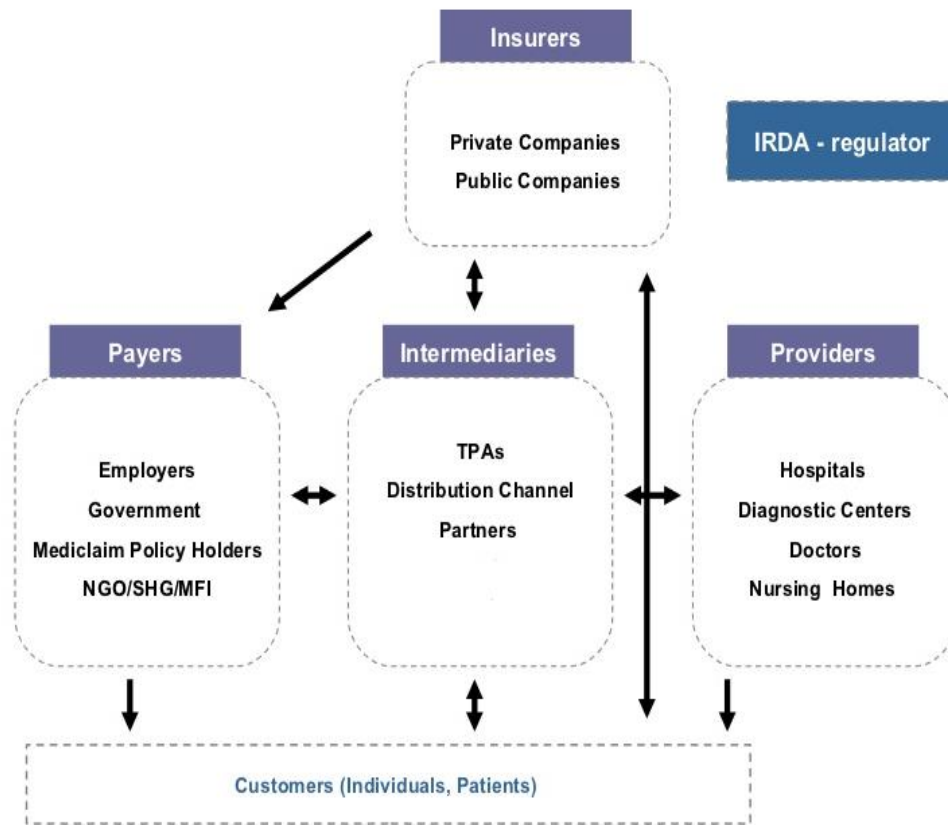 Insurers
Private Companies
Public Companies
IRDA - regulator
Payers
Employers
Government
Mediclaim Policy Holders
NGO/SHG/MFI
Intermediaries
TPAs
Distribution Channel
Partners
Providers
Hospitals
Diagnostic Centers
Doctors
Nursing Homes
Customers (Individuals, Patients)